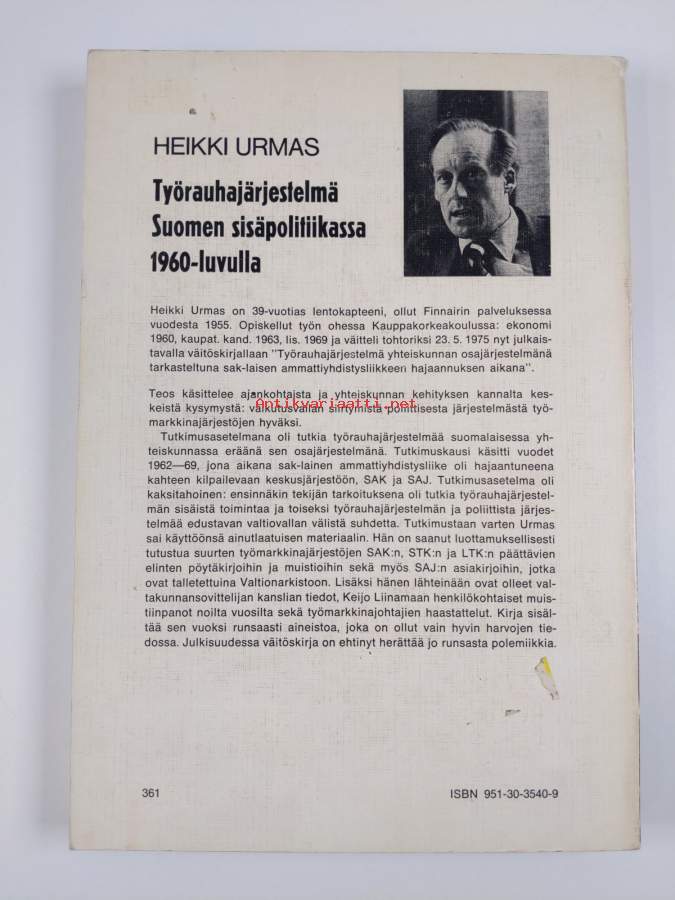 HEIKKI URMAS
Työrauhajärjestelmä
Suomen sisäpolitiikassa
1960-luvulla
Heikki Urmas on 39-vuotias lentokapteeni, ollut Finnairin palveluksessa
vuodesta 1955. Opiskellut työn ohessa Kauppakorkeakoulussa: ekonomi
1960, kaupat. kand. 1963, lis. 1969 ja väitteli tohtoriksi 23. 5. 1975 nyt julkais-
tavalla väitöskirjallaan "Työrauhajärjestelmä yhteiskunnan osajärjestelmänä
tarkasteltuna sak-laisen ammattiyhdistysliikkeen hajaannuksen aikana".
Teos käsittelee ajankohtaista ja yhteiskunnan kehityksen kannalta kes-
Antikvariaatti.net
keistä kysymystä: vaikutusvallan siirtymistä poliittisesta järjestelmästä työ-
markkinajärjestöjen hyväksi.
Tutkimusasetelmana oli tutkia työrauhajärjestelmää suomalaisessa yh-
teiskunnassa eräänä sen osajärjestelmänä. Tutkimuskausi käsitti vuodet
1962—69, jona aikana sak-lainen ammattiyhdistysliike oli hajaantuneena
kahteen kilpailevaan keskusjärjestöön, SAK ja SAJ. Tutkimusasetelma oli
kaksitahoinen: ensinnäkin tekijän tarkoituksena oli tutkia työrauhajärjestel-
män sisäistä toimintaa ja toiseksi työrauhajärjestelmän ja poliittista järjes-
telmää edustavan valtiovallan välistä suhdetta. Tutkimustaan varten Urmas
sai käyttöönsä ainutlaatuisen materiaalin. Hän on saanut luottamuksellisesti
tutustua suurten työmarkkinajärjestöjen SAK:n, STK:n ja LTK:n päättävien
elinten pöytäkirjoihin ja muistioihin sekä myös SAJ:n asiakirjoihin, jotka
ovat talletettuina Valtionarkistoon. Lisäksi hänen lähteinään ovat olleet val-
takunnansovittelijan kanslian tiedot, Keijo Liinamaan henkilökohtaiset muis-
tiinpanot noilta vuosilta sekä työmarkkinajohtajien haastattelut. Kirja sisäl-
tää sen vuoksi runsaasti aineistoa, joka on ollut vain hyvin harvojen tie-
dossa. Julkisuudessa väitöskirja on ehtinyt herättää jo runsasta polemiikkia.
361
ISBN 951-30-3540-9